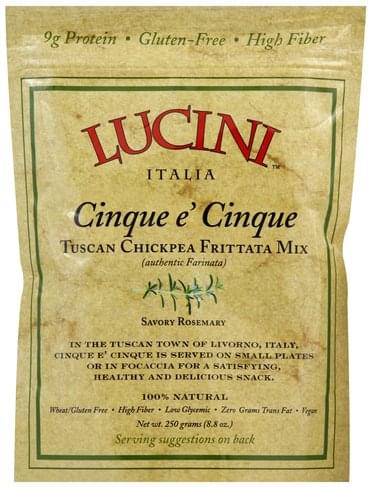 9g Protein • Gluten-Free • High Fiber
LUCINI™
ITALIA
Cinque e' Cinque
TUSCAN CHICKPEA FRITTATA MIX
(authentic Farinata)
SAVORY ROSEMARY
IN THE TUSCAN TOWN OF LIVORNO, ITALY,
CINQUE E' CINQUE IS SERVED ON SMALL PLATES
OR IN FOCACCIA FOR A SATISFYING,
HEALTHY AND DELICIOUS SNACK.
100% NATURAL
Wheat/Gluten Free • High Fiber • Low Glycemic • Zero Grams Trans Fat • Vegan
Net wt. 250 grams (8.8 oz.)
Serving suggestions on back